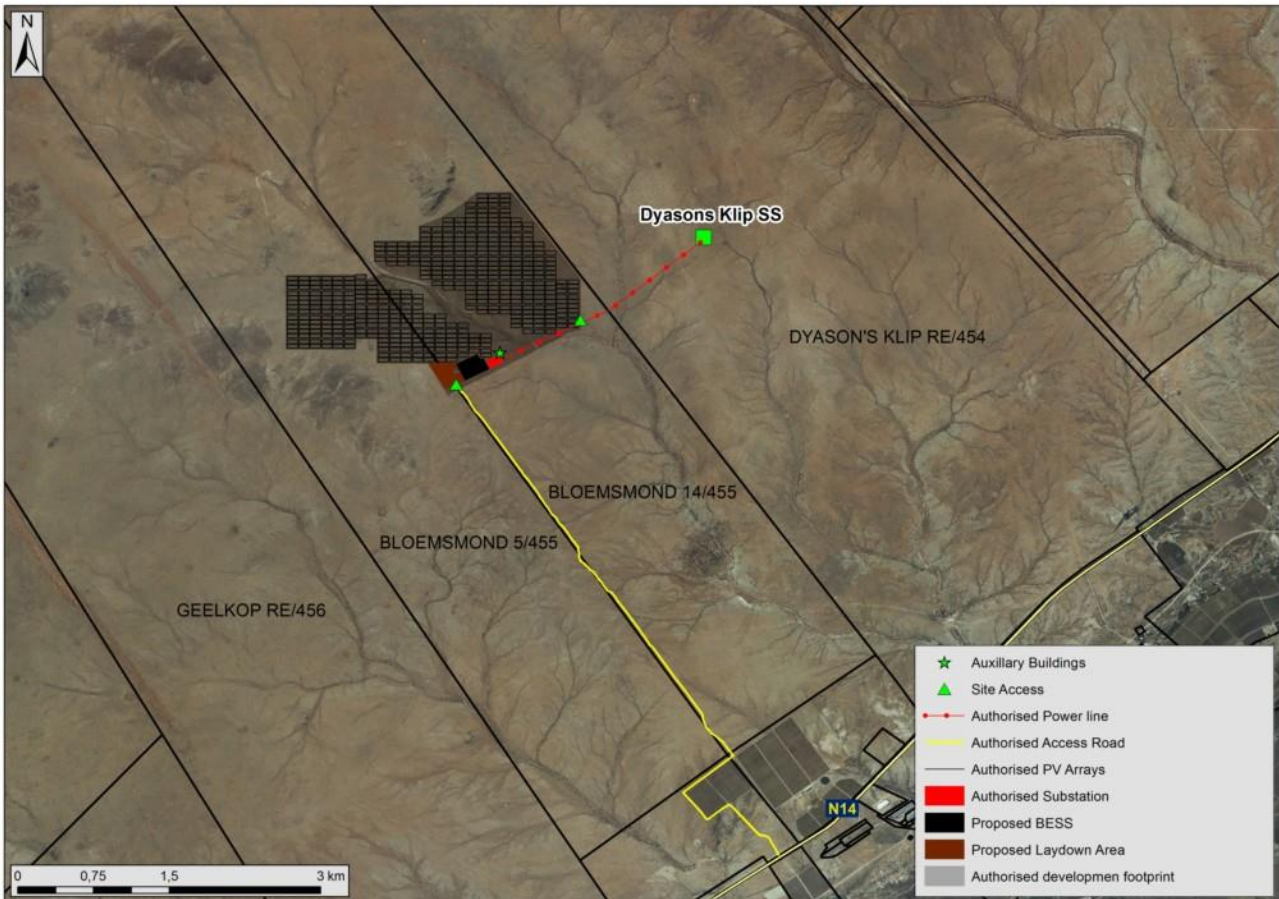 N
Dyasons Klip SS
DYASON'S KLIP RE/454
BLOEMSMOND 14/455
BLOEMSMOND 5/455
GEELKOP RE/456
N14
Auxillary Buildings
Site Access
Authorised Power line
Authorised Access Road
Authorised PV Arrays
Authorised Substation
Proposed BESS
Proposed Laydown Area
Authorised developmen footprint
0 0,75 1,5 3 km